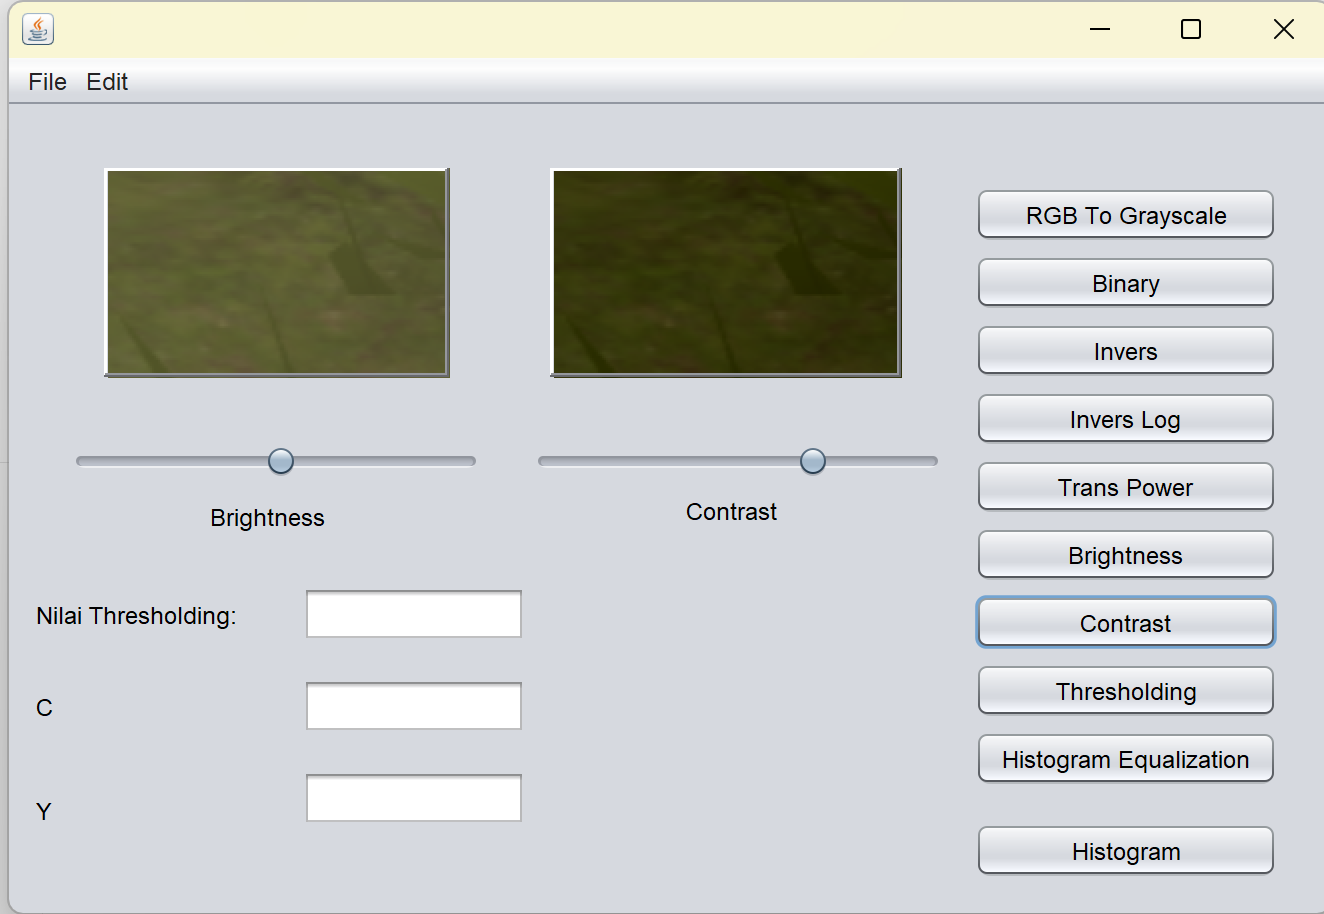 File Edit
RGB To Grayscale
Binary
Invers
Invers Log
Trans Power
Brightness
Contrast
Thresholding
Histogram Equalization
Histogram
Brightness
Contrast
Nilai Thresholding:
C
Y